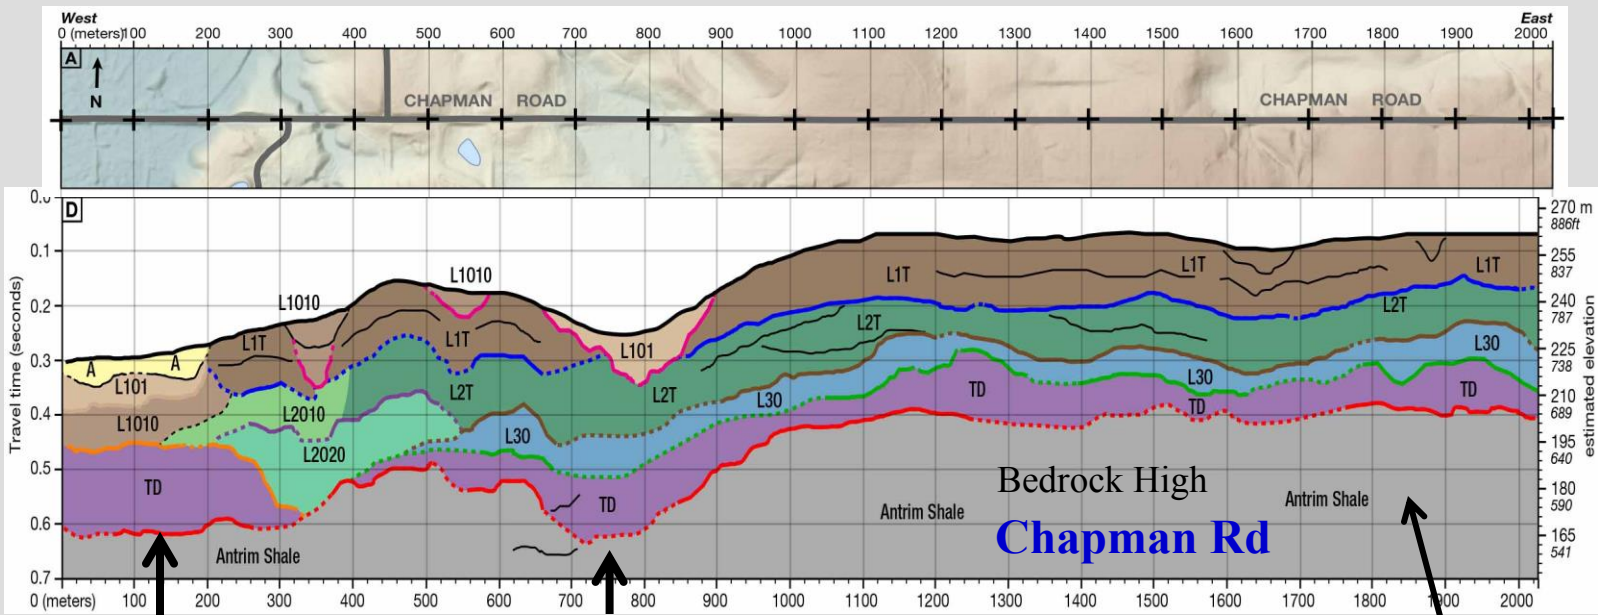 West East
0 (meters)100 200 300 400 500 600 700 800 900 1000 1100 1200 1300 1400 1500 1600 1700 1800 1900 2000
A
N
CHAPMAN ROAD CHAPMAN ROAD
D
0.0
0.1
0.2
0.3
0.4
0.5
0.6
0.7
Travel time (seconds)
270 m
886ft
255
837
240
787
225
738
210
689
195
640
180
590
165
541
estimated elevation
L1010 L1010
L1T L1T L1T L1T L1T
A A
L101 L101
L1010
L2010
L2020
L2T L2T L2T L2T
L30 L30 L30 L30
TD TD TD TD TD
Bedrock High
Chapman Rd
Antrim Shale Antrim Shale Antrim Shale
0 (meters) 100 200 300 400 500 600 700 800 900 1000 1100 1200 1300 1400 1500 1600 1700 1800 1900 2000